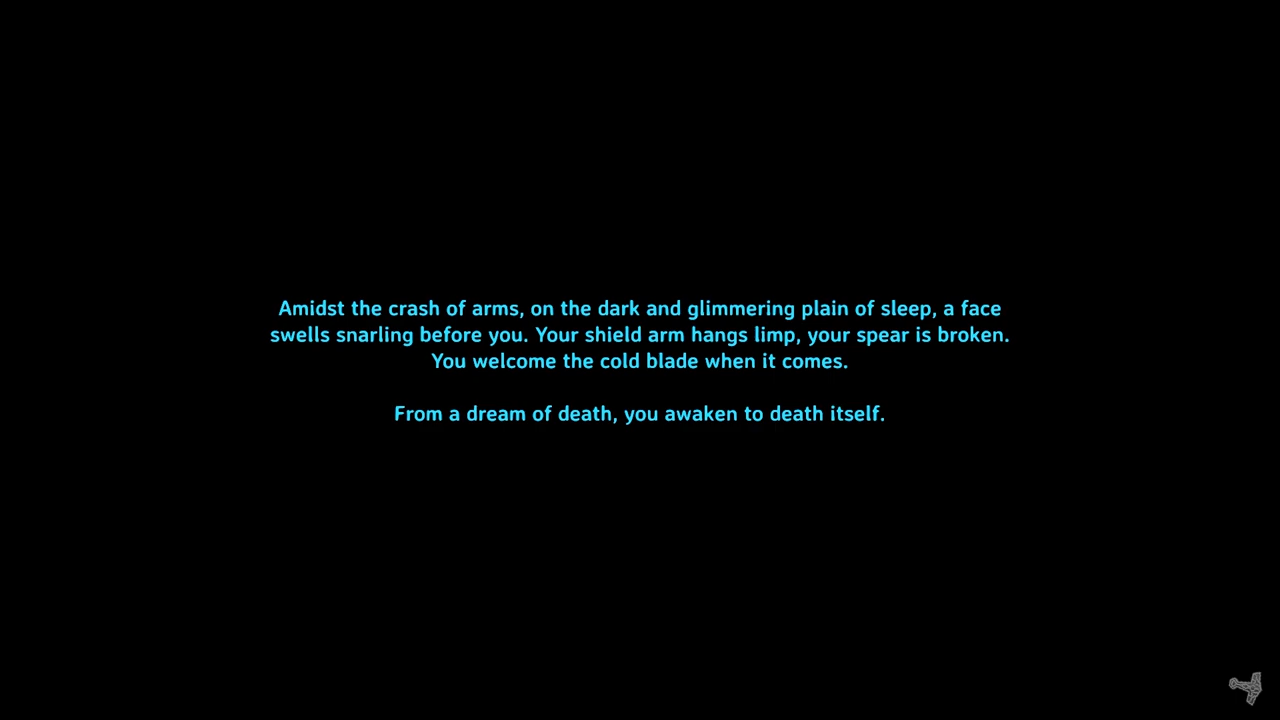 Amidst the crash of arms, on the dark and glimmering plain of sleep, a face
swells snarling before you. Your shield arm hangs limp, your spear is broken.
You welcome the cold blade when it comes.
From a dream of death, you awaken to death itself.